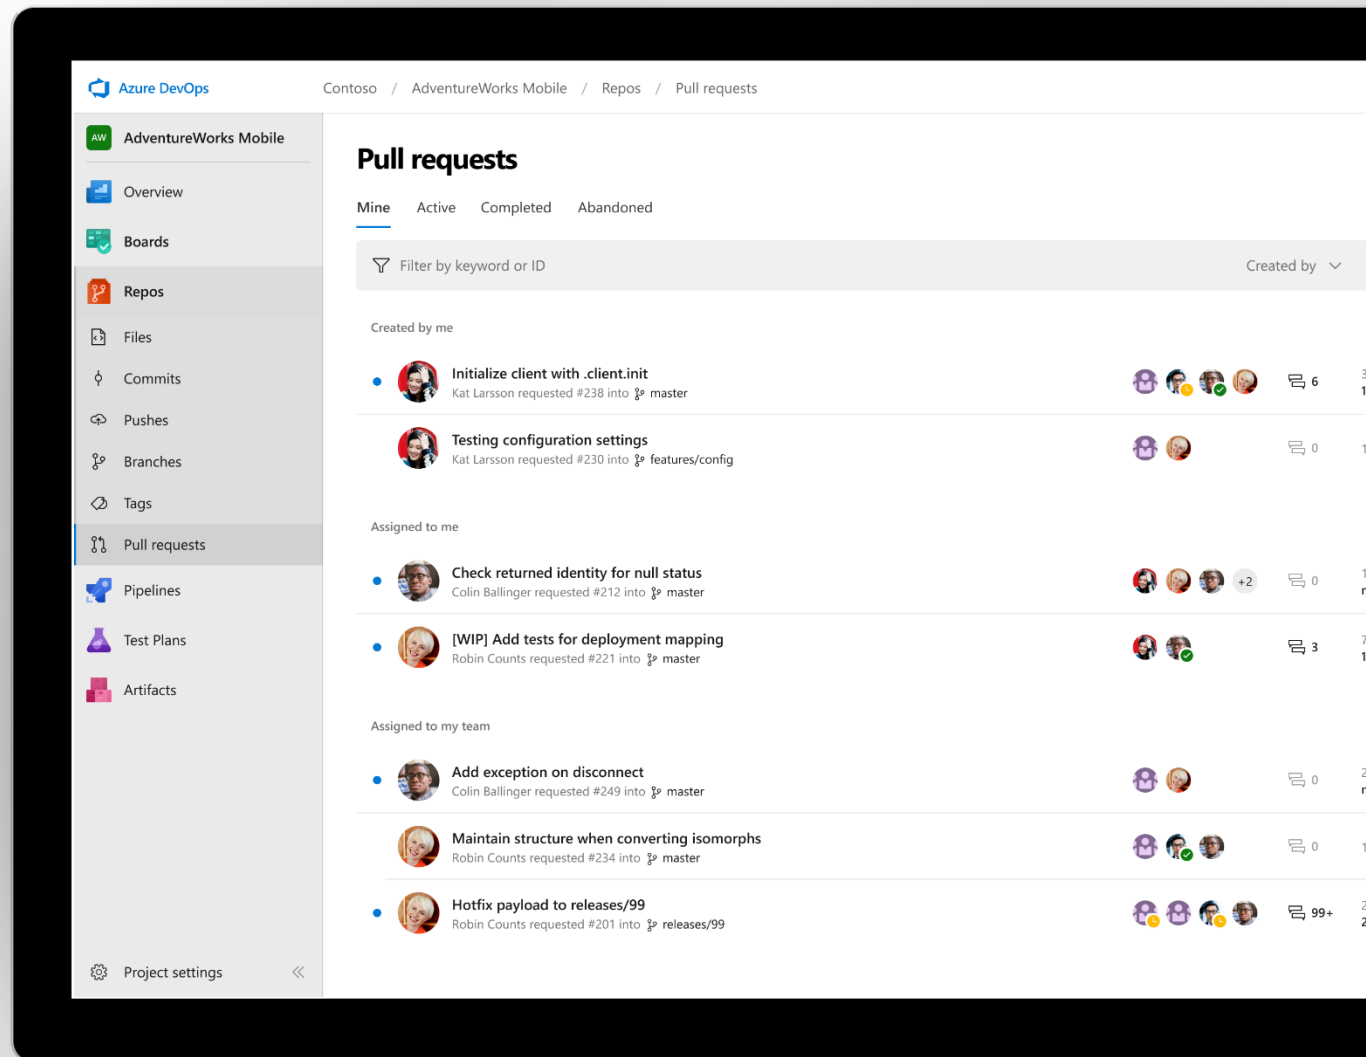 Azure DevOps
Contoso / AdventureWorks Mobile / Repos / Pull requests
AW AdventureWorks Mobile
Overview
Boards
Repos
Files
Commits
Pushes
Branches
Tags
Pull requests
Pipelines
Test Plans
Artifacts
Project settings
Pull requests
Mine Active Completed Abandoned
Filter by keyword or ID Created by
Created by me
Initialize client with .client.init
Kat Larsson requested #238 into master
6
Testing configuration settings
Kat Larsson requested #230 into features/config
0
Assigned to me
Check returned identity for null status
Colin Ballinger requested #212 into master
+2 0
[WIP] Add tests for deployment mapping
Robin Counts requested #221 into master
3
Assigned to my team
Add exception on disconnect
Colin Ballinger requested #249 into master
0
Maintain structure when converting isomorphs
Robin Counts requested #234 into master
0
Hotfix payload to releases/99
Robin Counts requested #201 into releases/99
99+